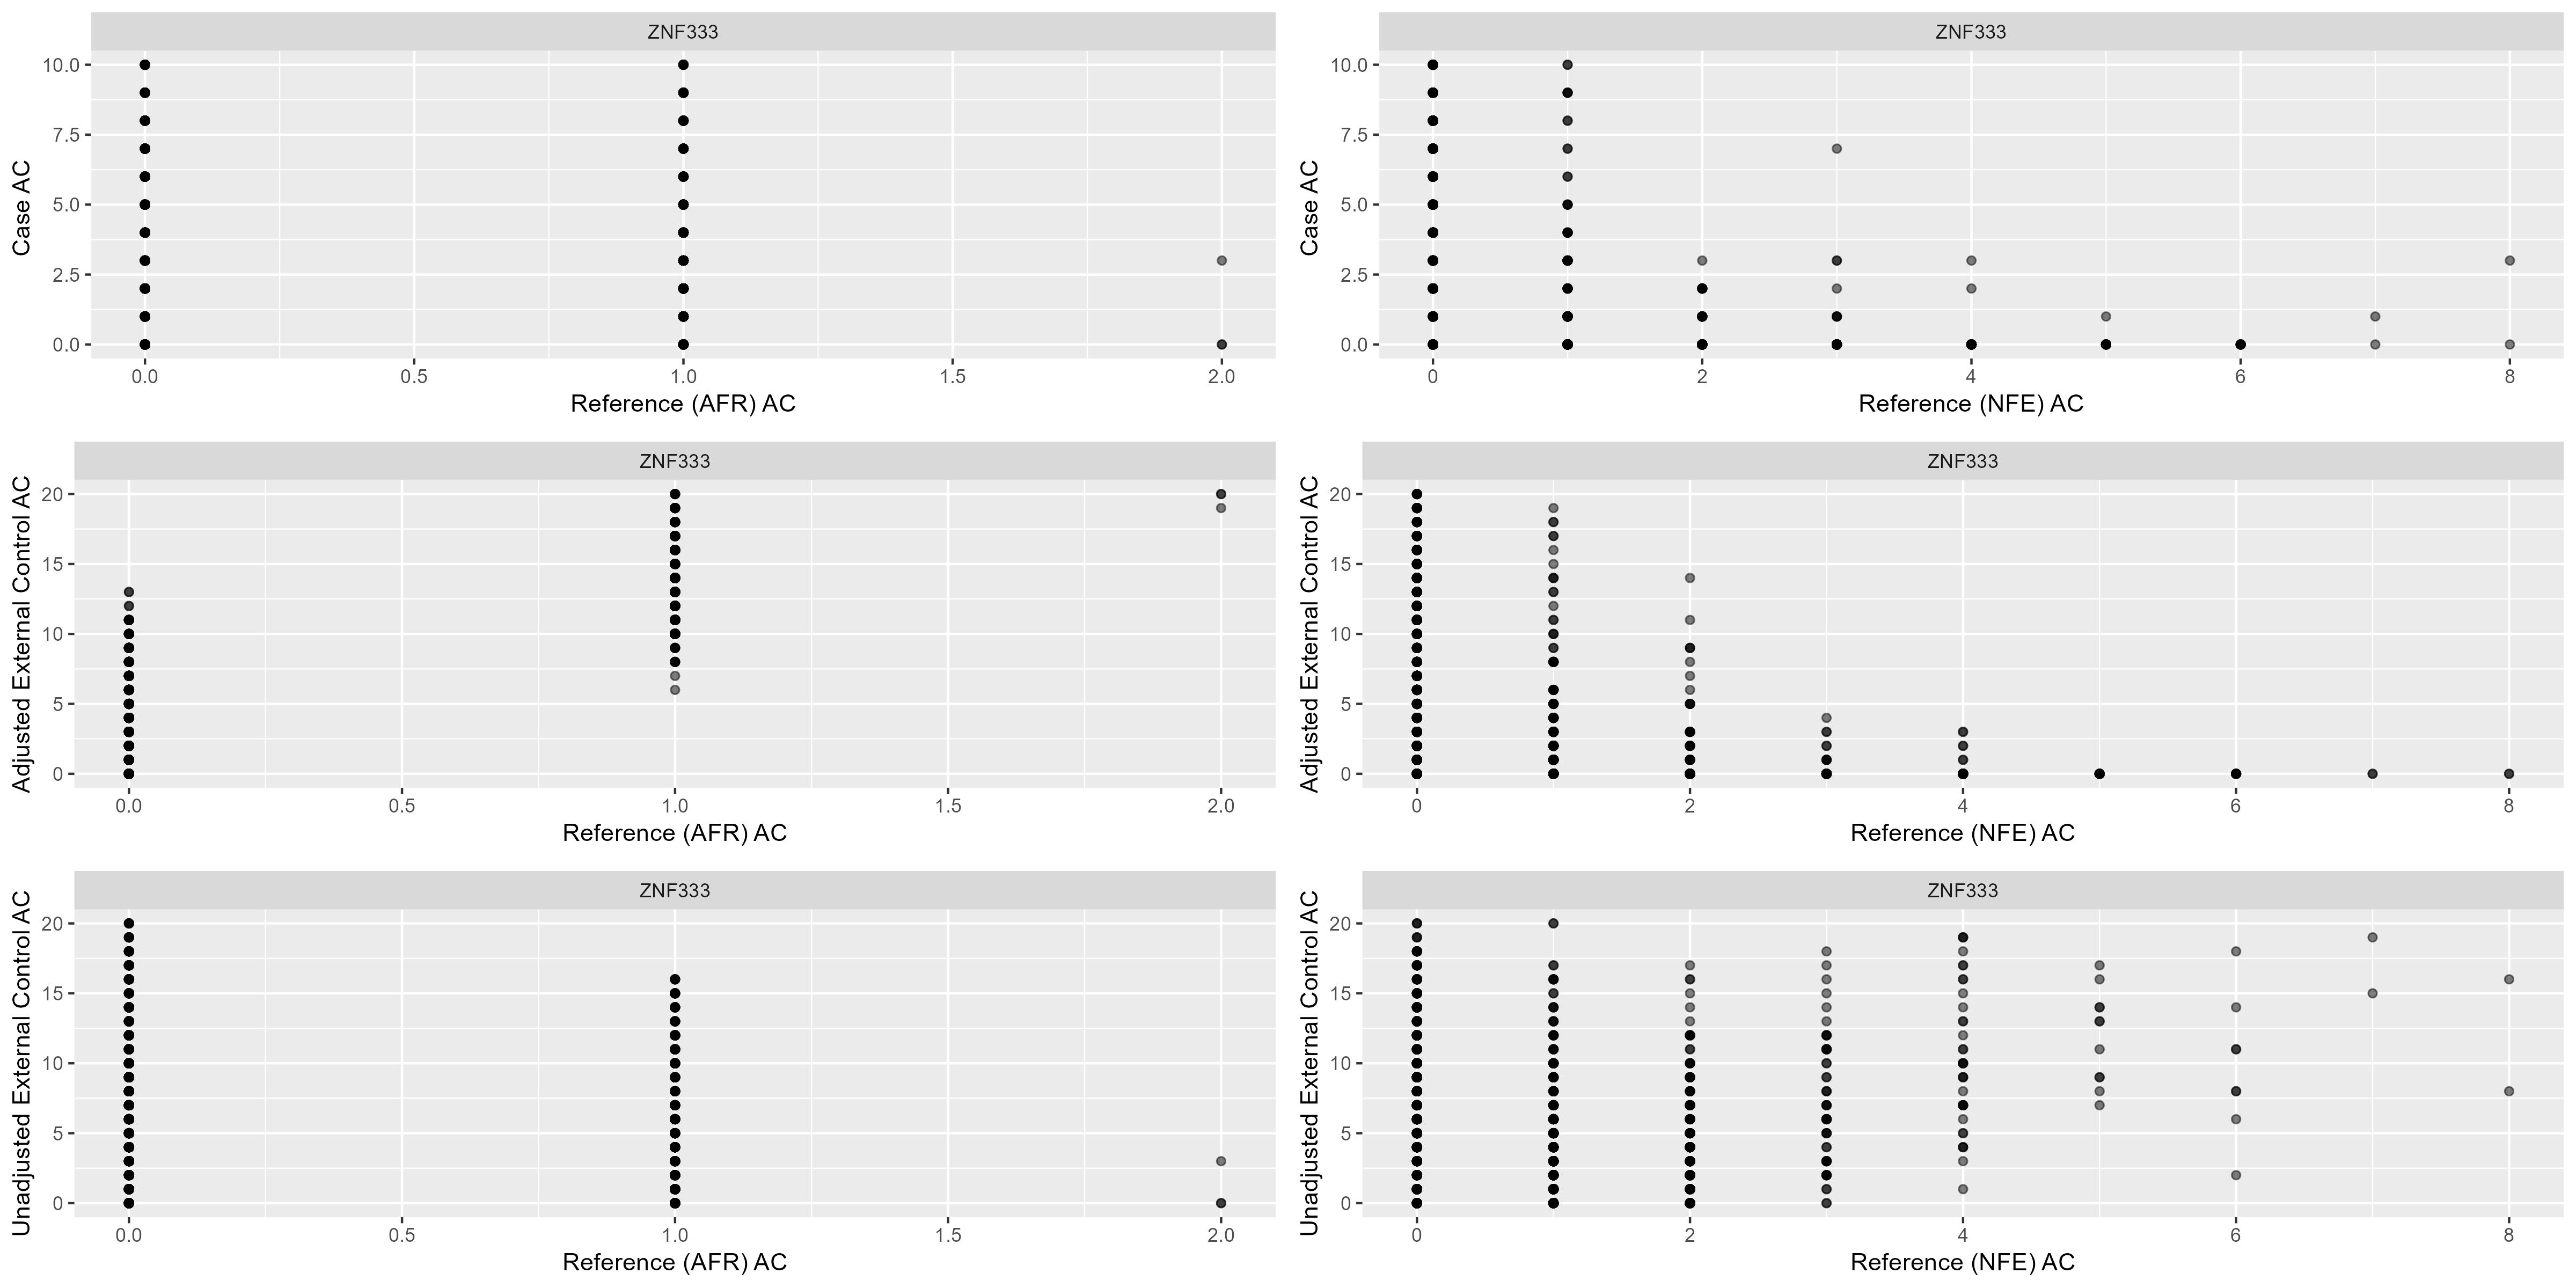 ZNF333
Case AC
10.0
7.5
5.0
2.5
0.0
0.0 0.5 1.0 1.5 2.0
Reference (AFR) AC
ZNF333
Case AC
10.0
7.5
5.0
2.5
0.0
0 2 4 6 8
Reference (NFE) AC
ZNF333
Adjusted External Control AC
20
15
10
5
0
0.0 0.5 1.0 1.5 2.0
Reference (AFR) AC
ZNF333
Adjusted External Control AC
20
15
10
5
0
0 2 4 6 8
Reference (NFE) AC
ZNF333
Unadjusted External Control AC
20
15
10
5
0
0.0 0.5 1.0 1.5 2.0
Reference (AFR) AC
ZNF333
Unadjusted External Control AC
20
15
10
5
0
0 2 4 6 8
Reference (NFE) AC